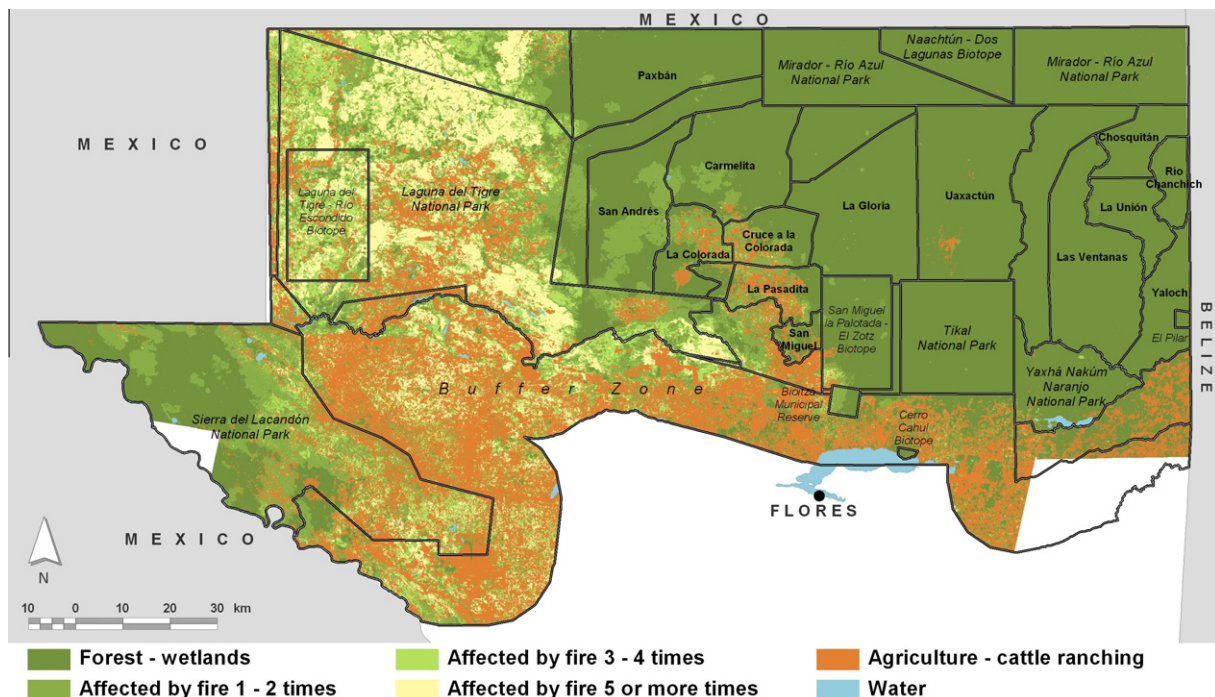 MEXICO
Naachtún - Dos
Lagunas Biotope
Paxbán
Mirador - Río Azul
National Park
Mirador - Río Azul
National Park
MEXICO
Chosquitán
Carmelita
Río
Chanchich
Laguna del
Tigre - Río
Escondido
Biotope
Laguna del Tigre
National Park
San Andrés
La Gloria
Uaxactún
La Unión
Cruce a la
Colorada
La Colorada
Las Ventanas
La Pasadita
Yaloch
San Miguel
la Palotada -
El Zotz
Biotope
San
Miguel
Tikal
National Park
El Pilar
BELIZE
Yaxhá Nakúm
Naranjo
National Park
Buffer Zone
Bioitzá
Municipal
Reserve
Sierra del Lacandón
National Park
Cerro
Cahuí
Biotope
FLORES
MEXICO
N
10 0 10 20 30 km
Forest - wetlands
Affected by fire 3 - 4 times
Agriculture - cattle ranching
Affected by fire 1 - 2 times
Affected by fire 5 or more times
Water